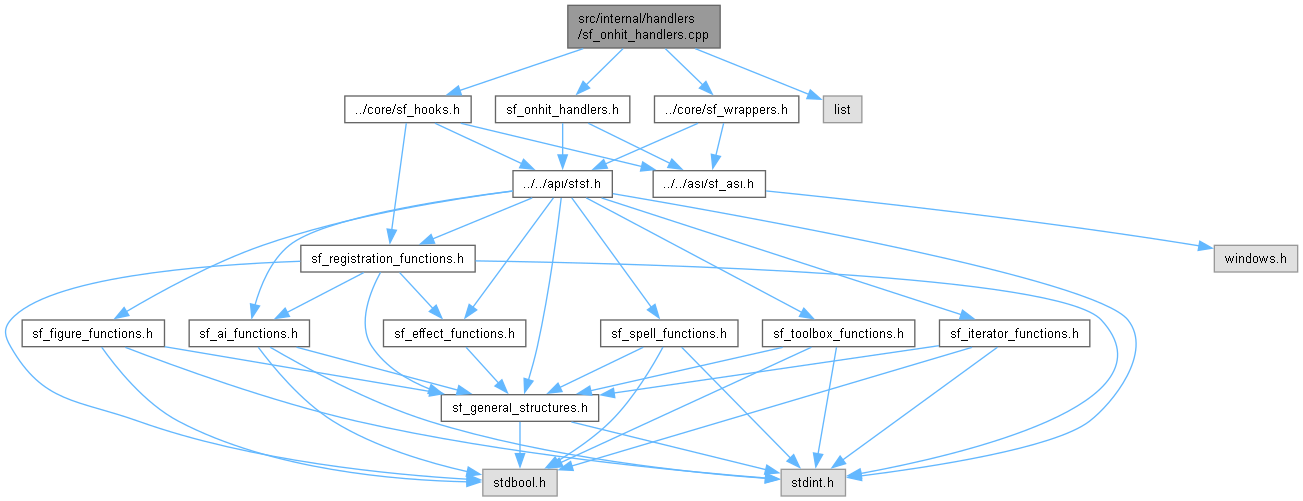 src/internal/handlers
/sf_onhit_handlers.cpp
../core/sf_hooks.h
sf_onhit_handlers.h
../core/sf_wrappers.h
list
../../api/sfsf.h
../../asi/sf_asi.h
sf_registration_functions.h
windows.h
sf_figure_functions.h
sf_ai_functions.h
sf_effect_functions.h
sf_spell_functions.h
sf_toolbox_functions.h
sf_iterator_functions.h
sf_general_structures.h
stdbool.h
stdint.h